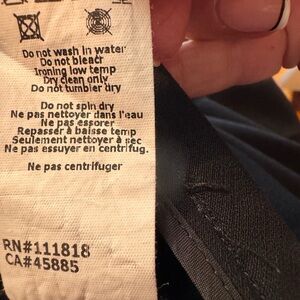 Do not wash in water
Do not bleach
Ironing low temp
Dry clean only
Do not tumbler dry
Do not spin dry
Ne pas nettoyer dans l'eau
Ne pas essorer
Repasser à baisse temp
Seulement nettoyer à sec
Ne pas essuyer en centrifug.
Ne pas centrifuger
RN#111818
CA#45885